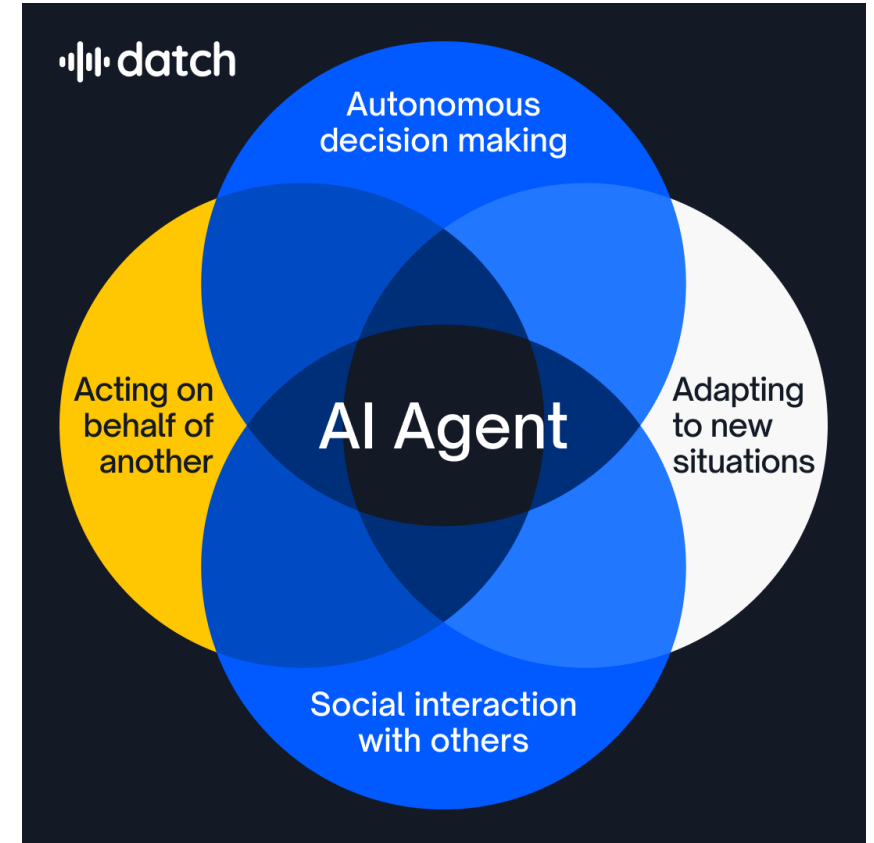 datch
Autonomous
decision making
Acting on
behalf of
another
AI Agent
Adapting
to new
situations
Social interaction
with others